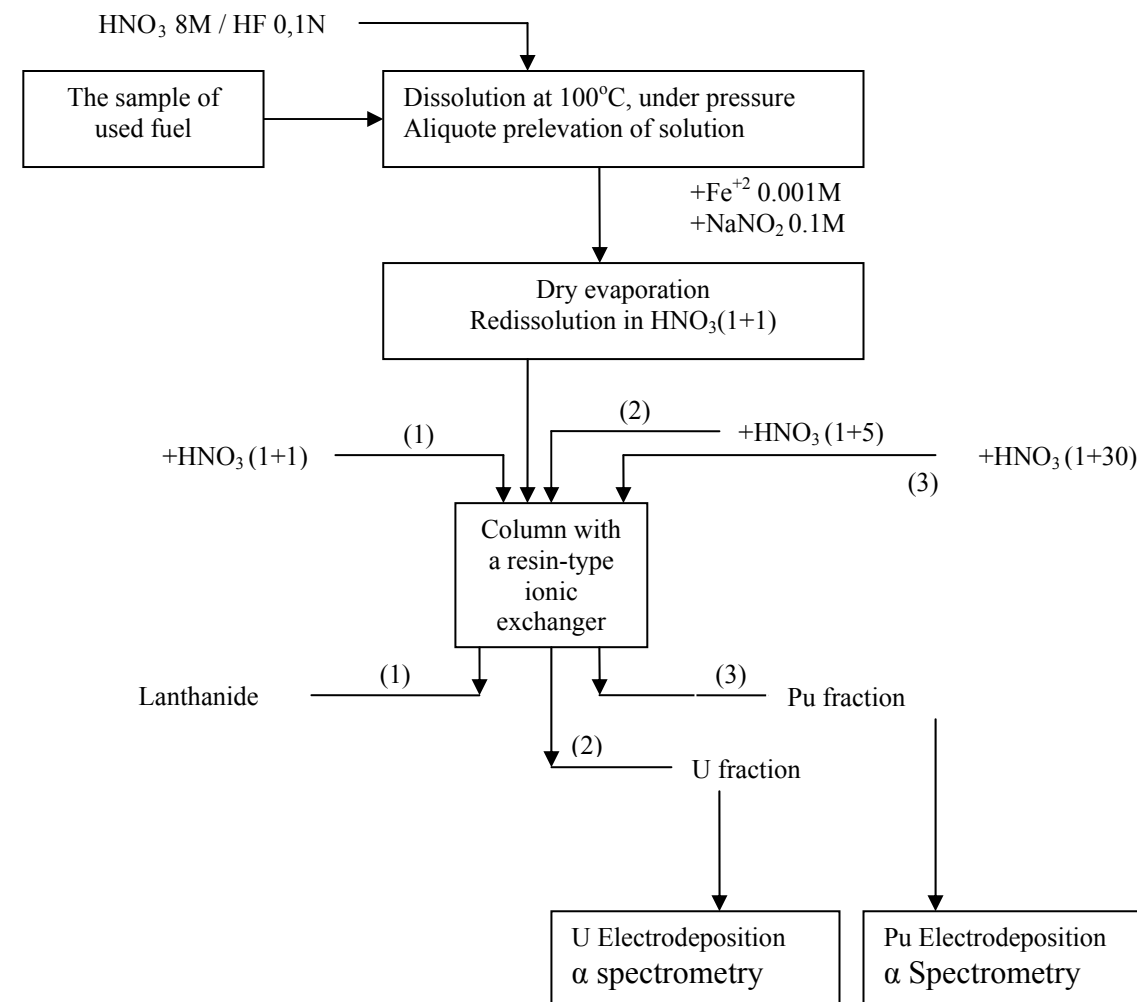 HNO₃ 8M / HF 0,1N
The sample of
used fuel
Dissolution at 100°C, under pressure
Aliquote prelevation of solution
+Fe⁺² 0.001M
+NaNO₂ 0.1M
Dry evaporation
Redissolution in HNO₃(1+1)
+HNO₃ (1+1)
(1)
(2)
+HNO₃ (1+5)
+HNO₃ (1+30)
(3)
Column with
a resin-type
ionic
exchanger
Lanthanide
(1)
(3)
Pu fraction
(2)
U fraction
U Electrodeposition
α spectrometry
Pu Electrodeposition
α Spectrometry